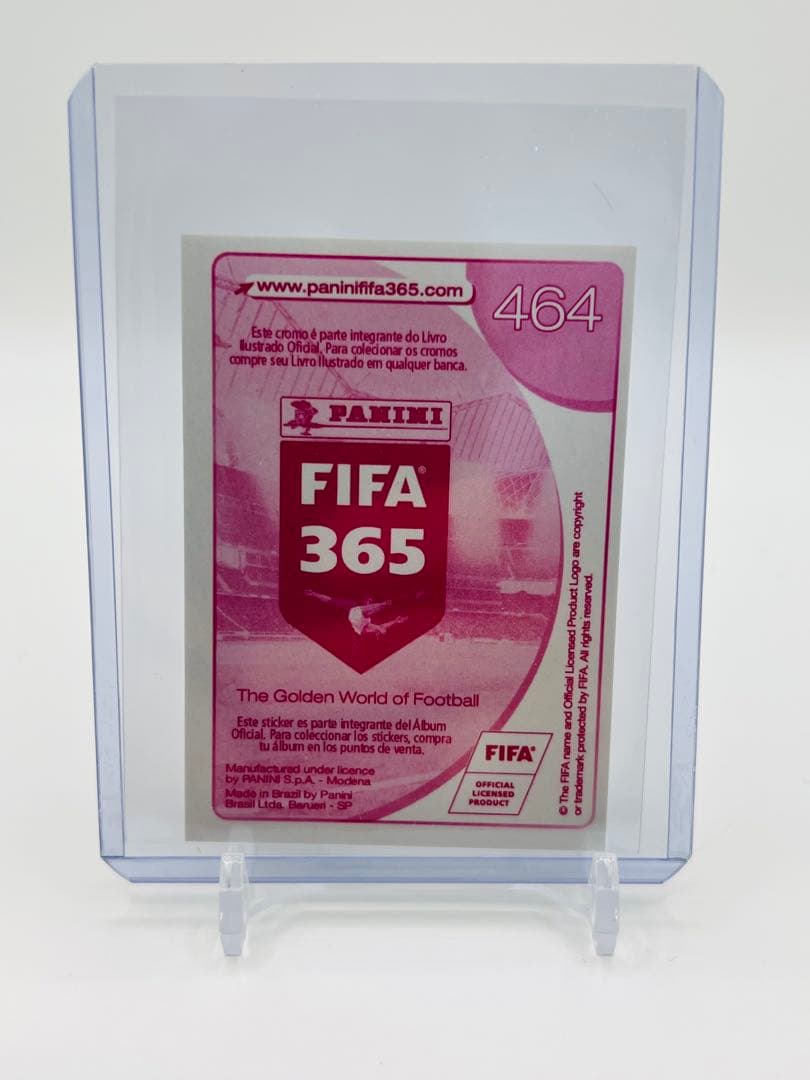 www.paninififa365.com
464
Este cromo é parte integrante do Livro
Ilustrado Oficial. Para colecionar os cromos
compre seu Livro Ilustrado em qualquer banca.
PANINI
FIFA®
365
The Golden World of Football
Este sticker es parte integrante del Álbum
Oficial. Para coleccionar los stickers, compra
tu álbum en los puntos de venta.
Manufactured under licence
by PANINI S.p.A. - Modena
Made in Brazil by Panini
Brasil Ltda. Barueri - SP
FIFA®
OFFICIAL
LICENSED
PRODUCT
© The FIFA name and Official Licensed Product Logo are copyright
or trademark protected by FIFA. All rights reserved.